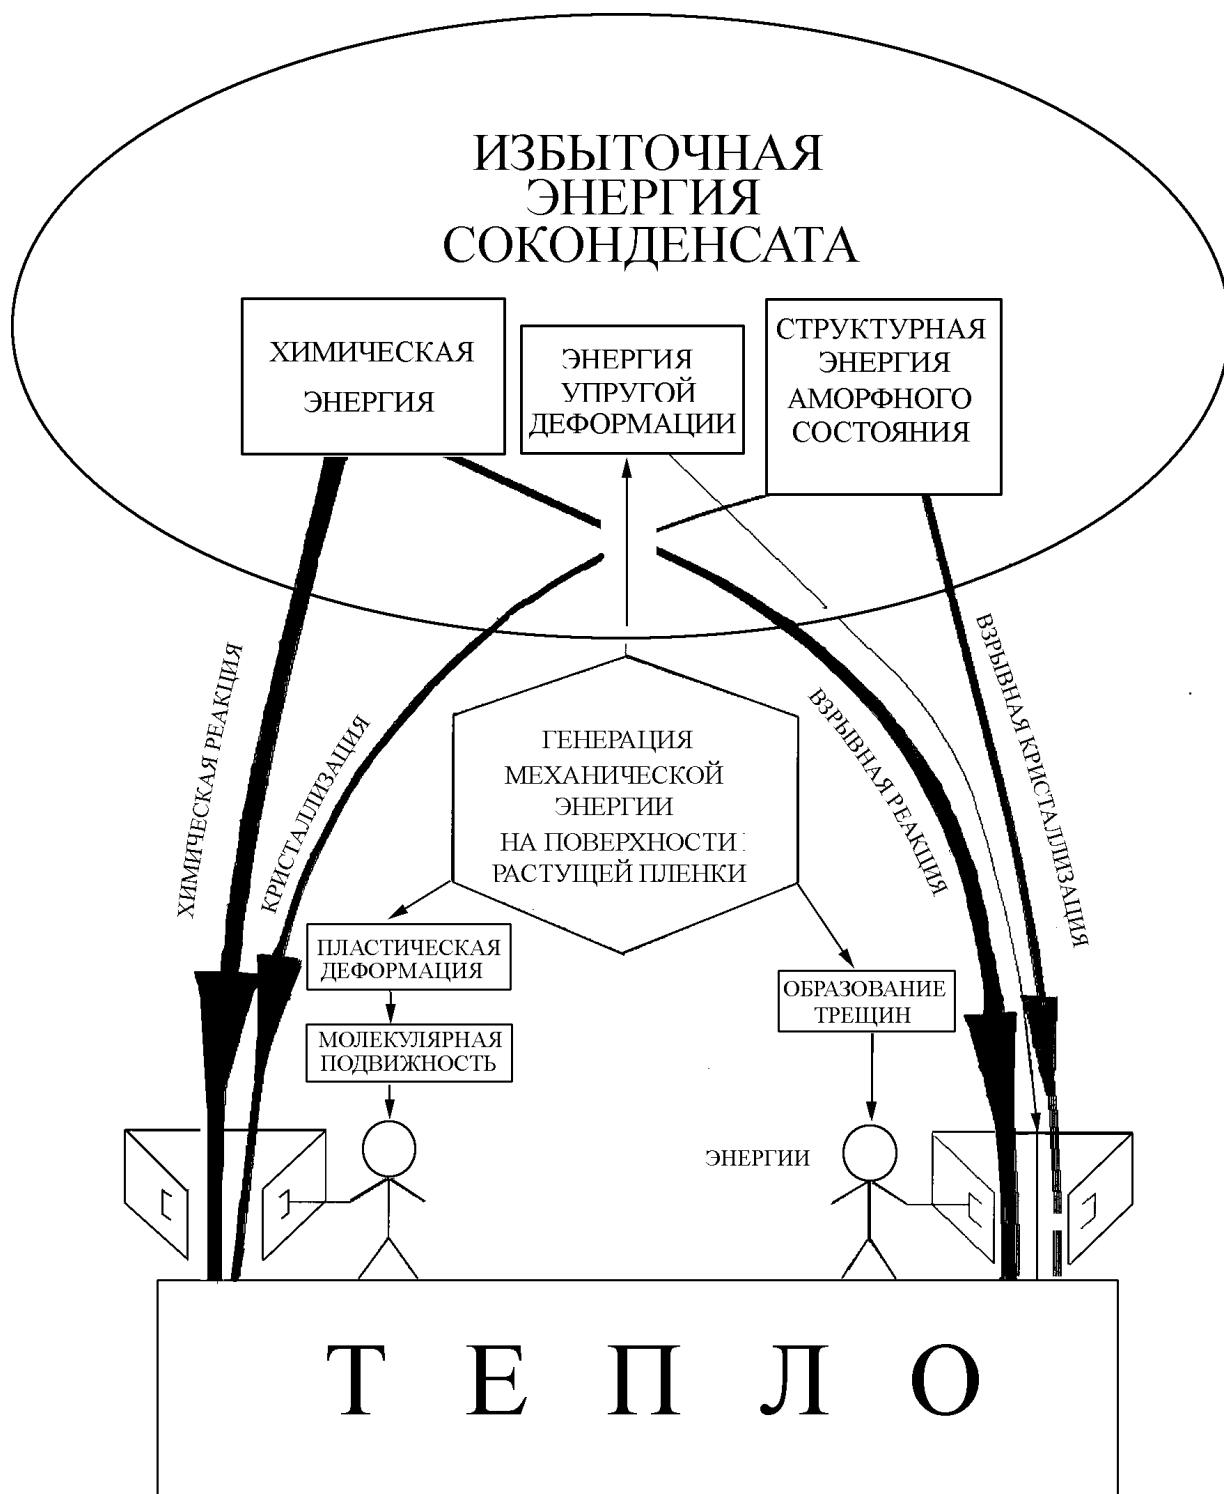 ИЗБЫТОЧНАЯ
ЭНЕРГИЯ
СОКОНДЕНСАТА
ХИМИЧЕСКАЯ
ЭНЕРГИЯ
ЭНЕРГИЯ
УПРУГОЙ
ДЕФОРМАЦИИ
СТРУКТУРНАЯ
ЭНЕРГИЯ
АМОРФНОГО
СОСТОЯНИЯ
ХИМИЧЕСКАЯ РЕАКЦИЯ
КРИСТАЛЛИЗАЦИЯ
ГЕНЕРАЦИЯ
МЕХАНИЧЕСКОЙ
ЭНЕРГИИ
НА ПОВЕРХНОСТИ
РАСТУЩЕЙ ПЛЕНКИ
ВЗРЫВНАЯ РЕАКЦИЯ
ВЗРЫВНАЯ КРИСТАЛЛИЗАЦИЯ
ПЛАСТИЧЕСКАЯ
ДЕФОРМАЦИЯ
МОЛЕКУЛЯРНАЯ
ПОДВИЖНОСТЬ
ОБРАЗОВАНИЕ
ТРЕЩИН
ЭНЕРГИИ
Т Е П Л О